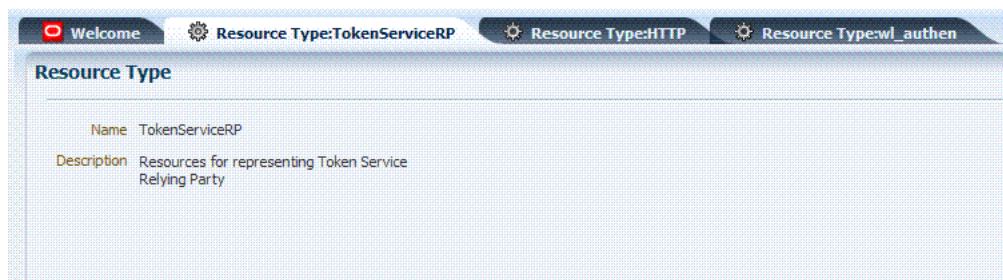 Welcome Resource Type:TokenServiceRP Resource Type:HTTP Resource Type:wl_authen
Resource Type
Name TokenServiceRP
Description Resources for representing Token Service
Relying Party